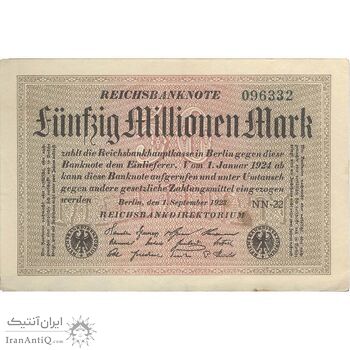 REICHSBANKNOTE
096332
Fünfzig Millionen Mark
zahlt die Reichsbankhauptkasse in Berlin gegen diese
Banknote dem Einlieferer. Vom 1. Januar 1924 ab
kann diese Banknote aufgerufen und unter Umtausch
gegen andere gesetzliche Zahlungsmittel eingezogen
werden
NN-22
Berlin, den 1. September 1923
REICHSBANKDIREKTORIUM
ایران آنتیک
IranAntiQ.com